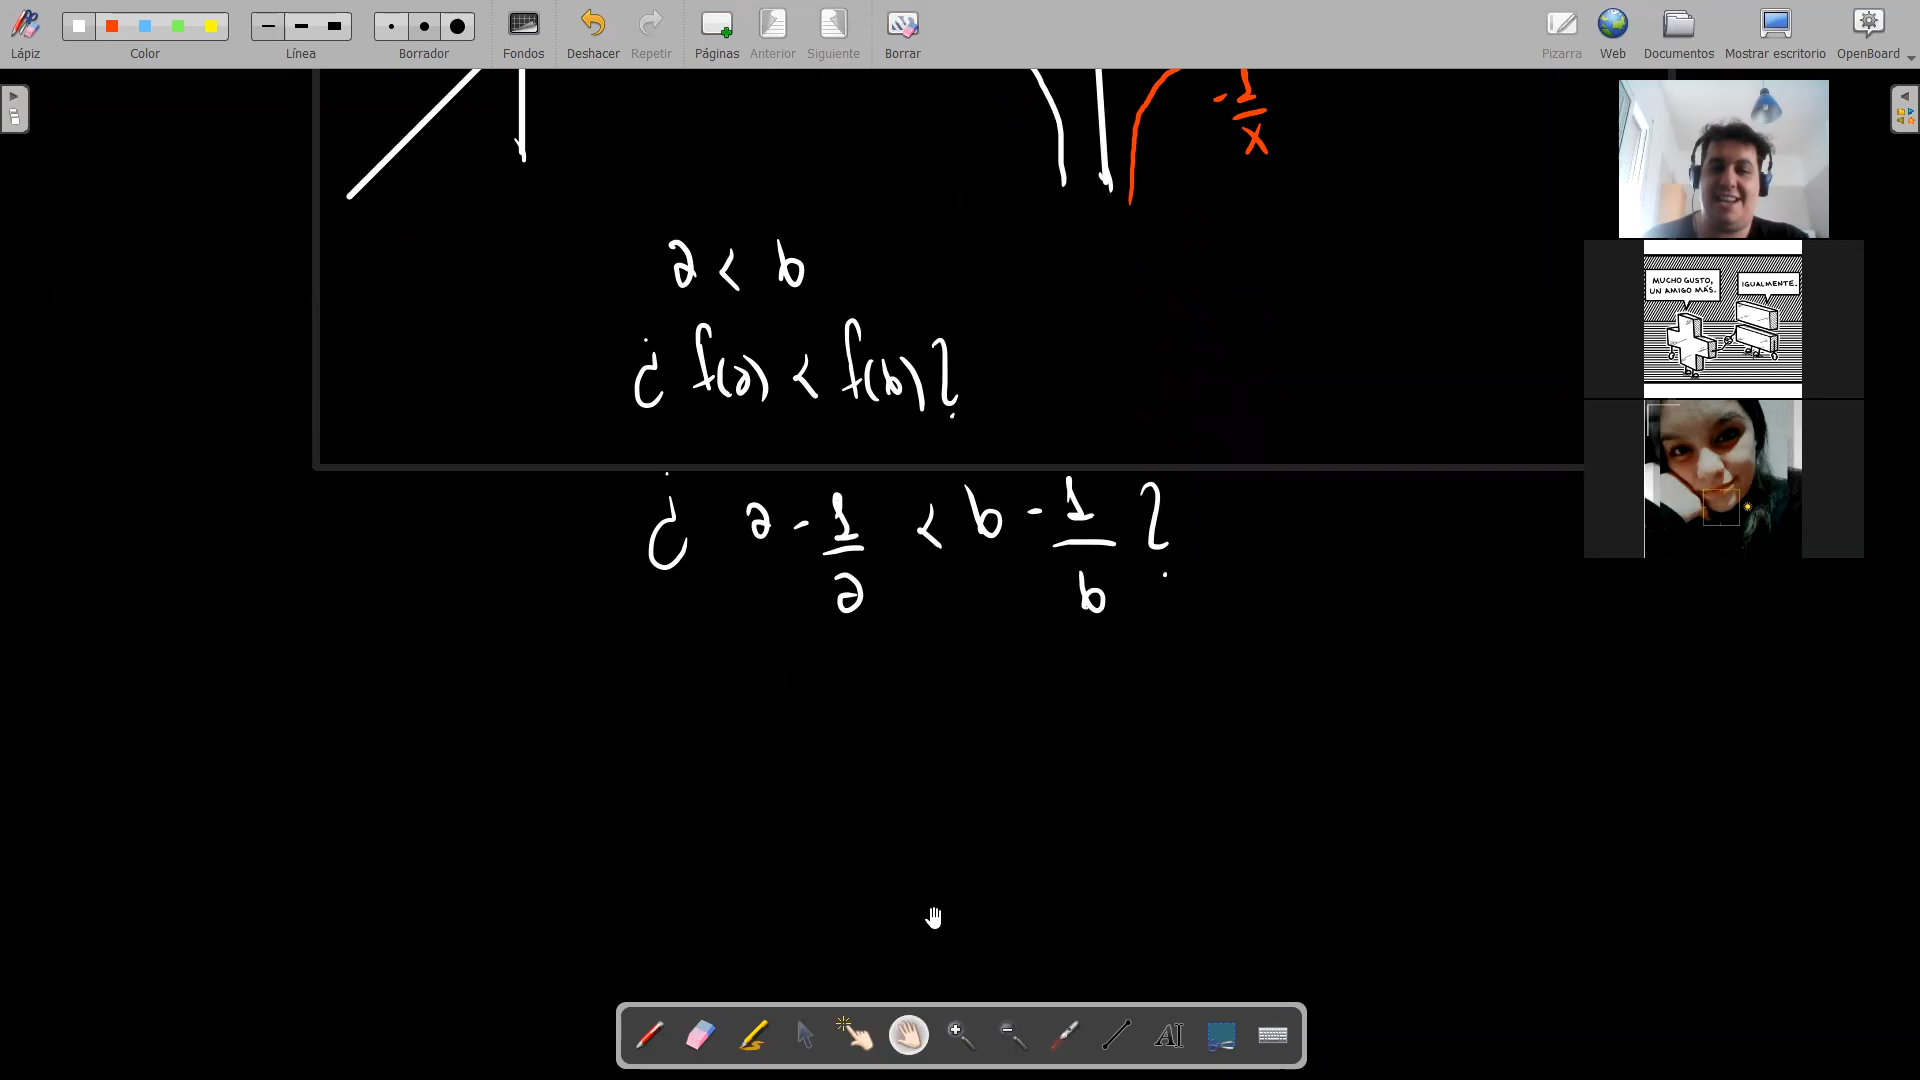 Lápiz Color Línea Borrador Fondos Deshacer Repetir Páginas Anterior Siguiente Borrar Pizarra Web Documentos Mostrar escritorio OpenBoard
- 1
x
a < b
¿ f(a) < f(b) ?
¿ a - 1/a < b - 1/b ?
MUCHO GUSTO,
UN AMIGO MÁS.
IGUALMENTE.
AI